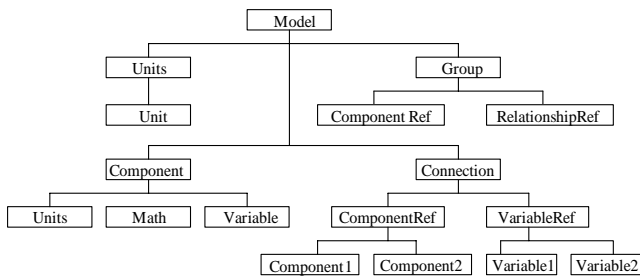 Model
Units
Group
Unit
Component Ref
RelationshipRef
Component
Connection
Units
Math
Variable
ComponentRef
VariableRef
Component1
Component2
Variable1
Variable2